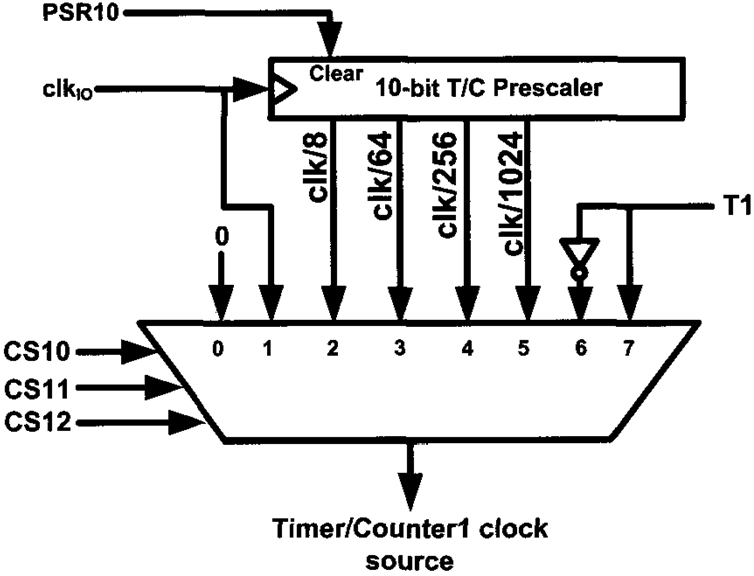 PSR10
Clear
clkIO
10-bit T/C Prescaler
clk/8
clk/64
clk/256
clk/1024
T1
0
0 1 2 3 4 5 6 7
CS10
CS11
CS12
Timer/Counter1 clock
source